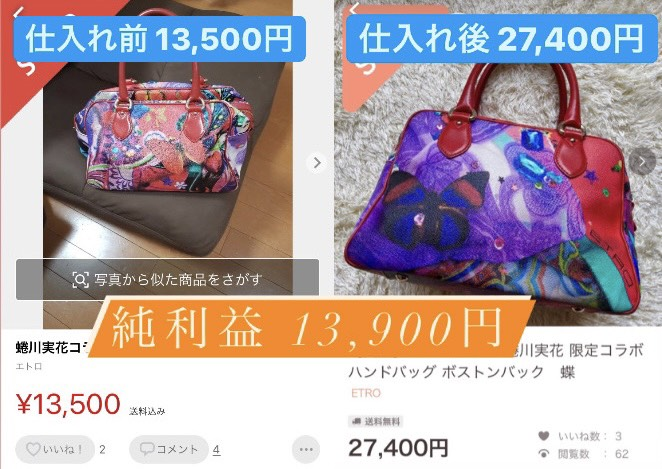 仕入れ前 13,500円
仕入れ後 27,400円
写真から似た商品をさがす
純利益 13,900円
蜷川実花コラ
エトロ
¥13,500 送料込み
いいね! 2
コメント 4
ETRO
蜷川実花 限定コラボ
ハンドバッグ ボストンバック 蝶
ETRO
送料無料
27,400円
いいね数： 3
閲覧数 ： 62